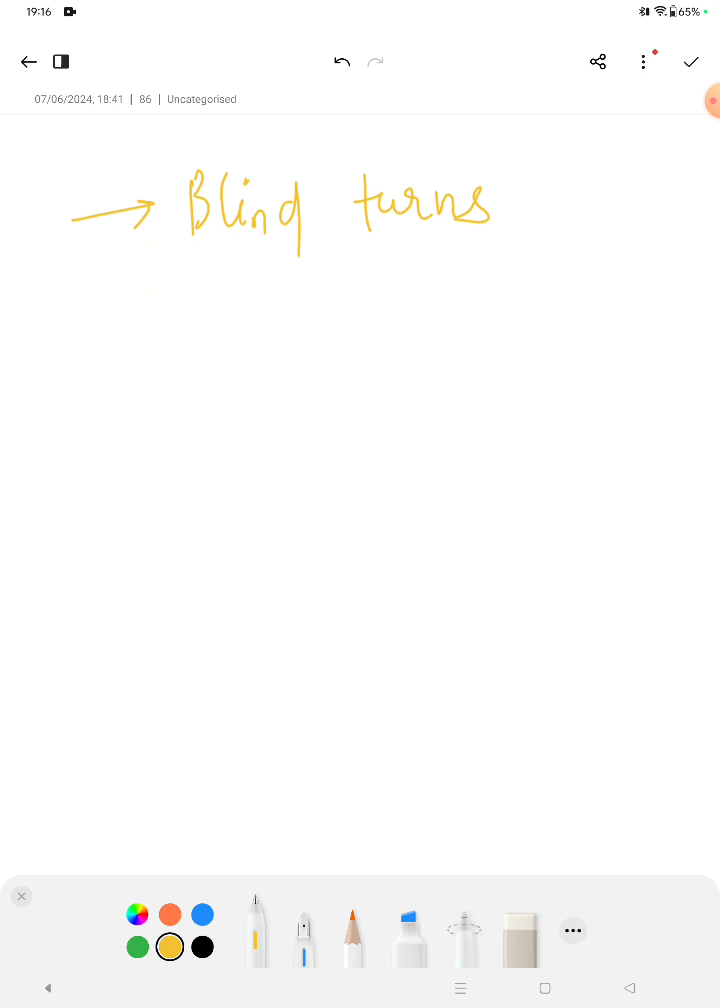 19:16 65%
07/06/2024, 18:41 | 86 | Uncategorised
→ Blind turns